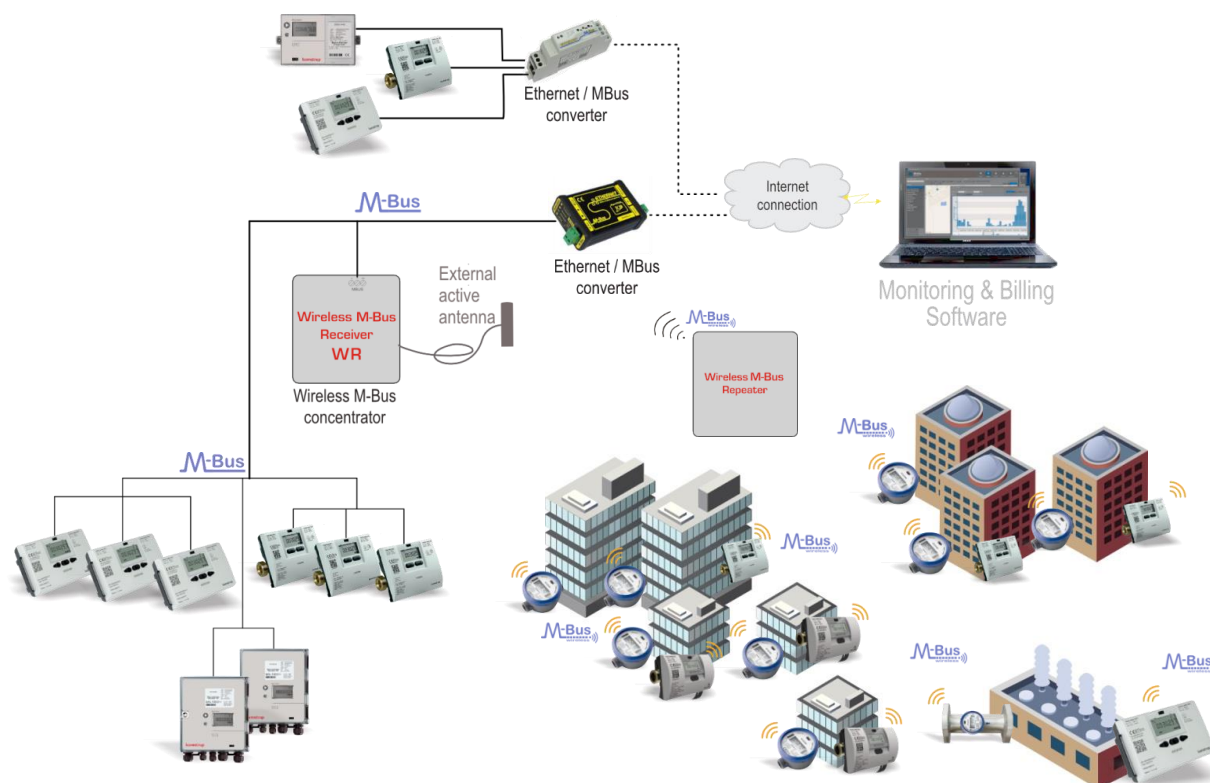 Ethernet / MBus
converter
M-Bus
Internet
connection
Ethernet / MBus
converter
External
active
antenna
Wireless M-Bus
Receiver
WR
Wireless M-Bus
concentrator
Monitoring & Billing
Software
M-Bus
Wireless M-Bus
Repeater
M-Bus
M-Bus
M-Bus
M-Bus
M-Bus
M-Bus